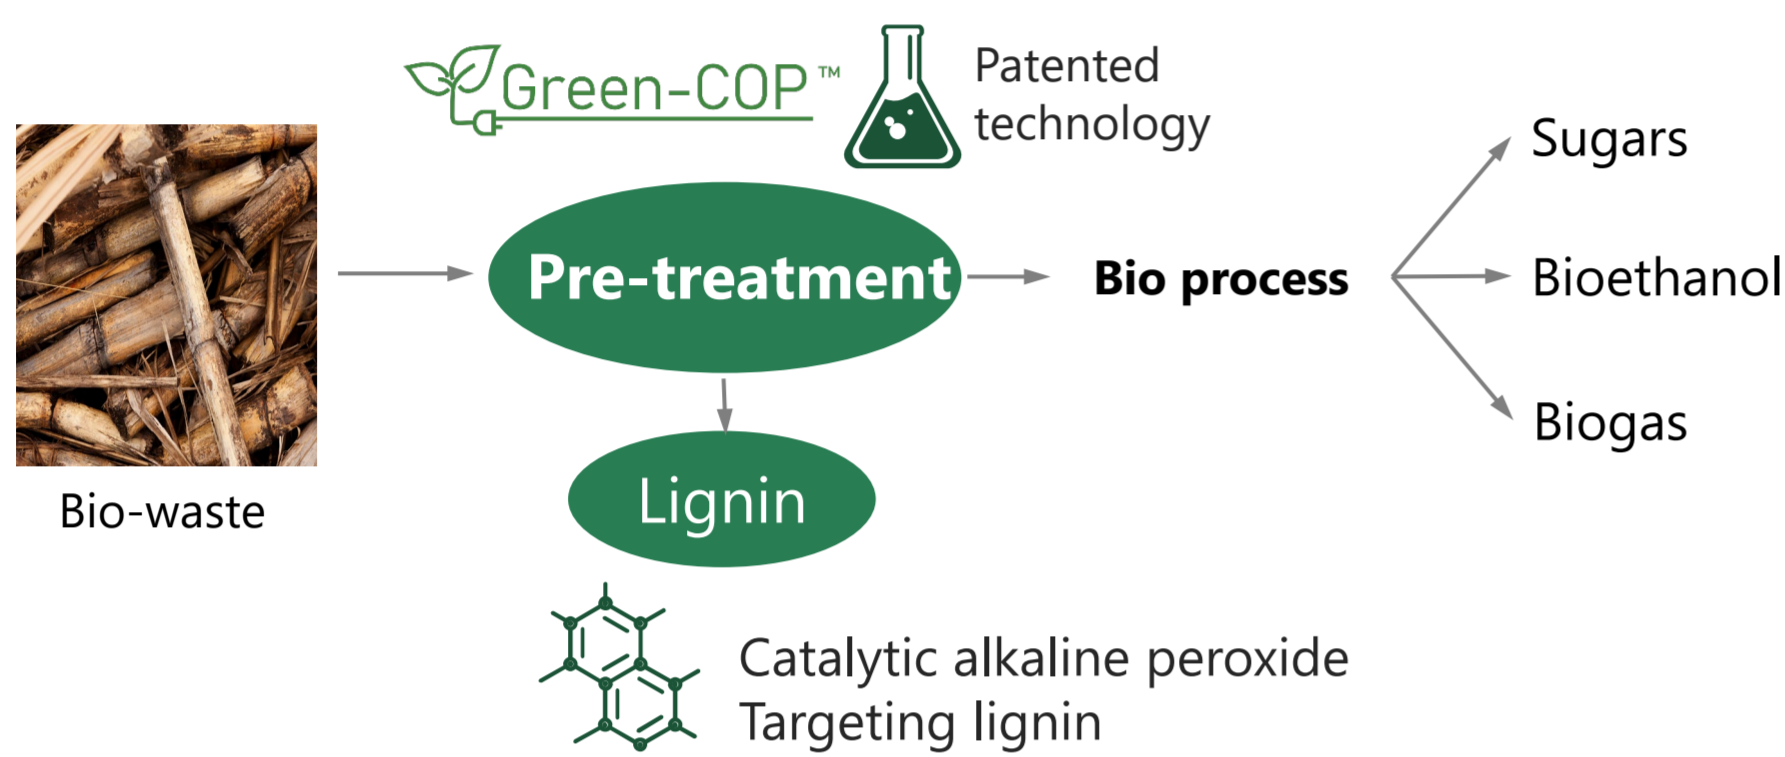 Green-COP™
Patented
technology
Sugars
Pre-treatment
Bio process
Bioethanol
Biogas
Lignin
Bio-waste
Catalytic alkaline peroxide
Targeting lignin